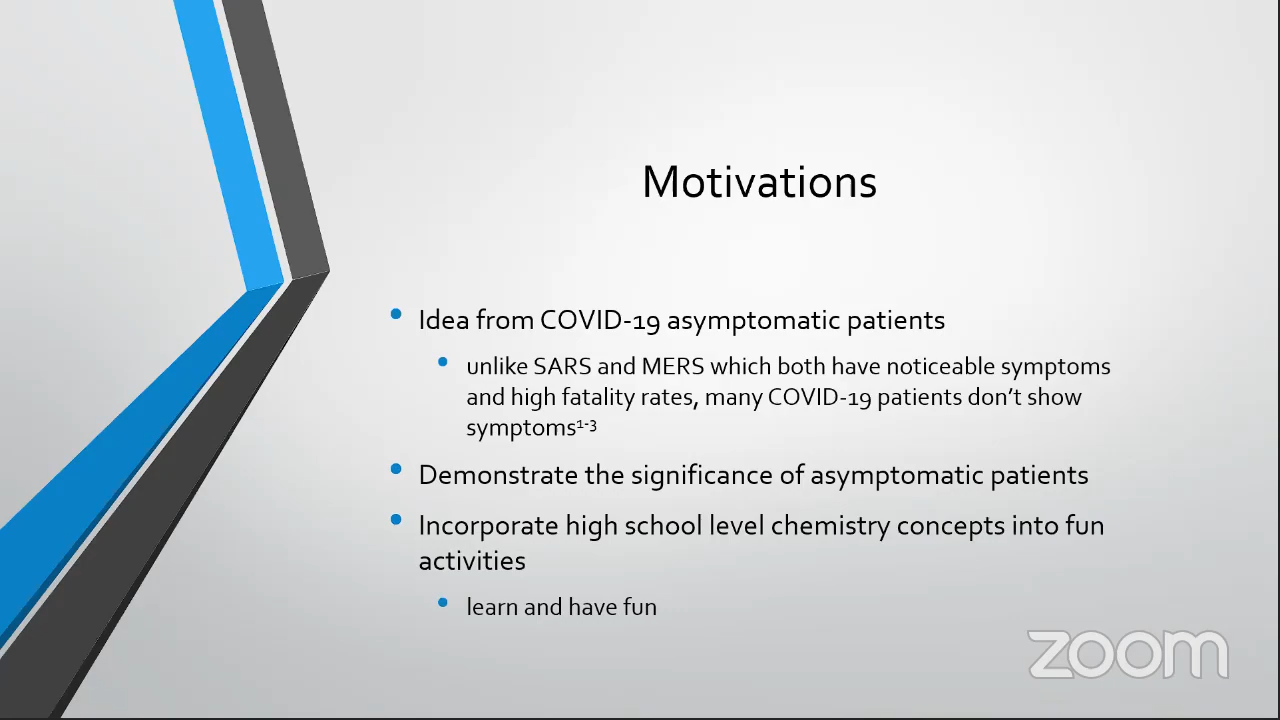 Motivations
Idea from COVID-19 asymptomatic patients
unlike SARS and MERS which both have noticeable symptoms
and high fatality rates, many COVID-19 patients don’t show
symptoms¹⁻³
Demonstrate the significance of asymptomatic patients
Incorporate high school level chemistry concepts into fun
activities
learn and have fun
zoom